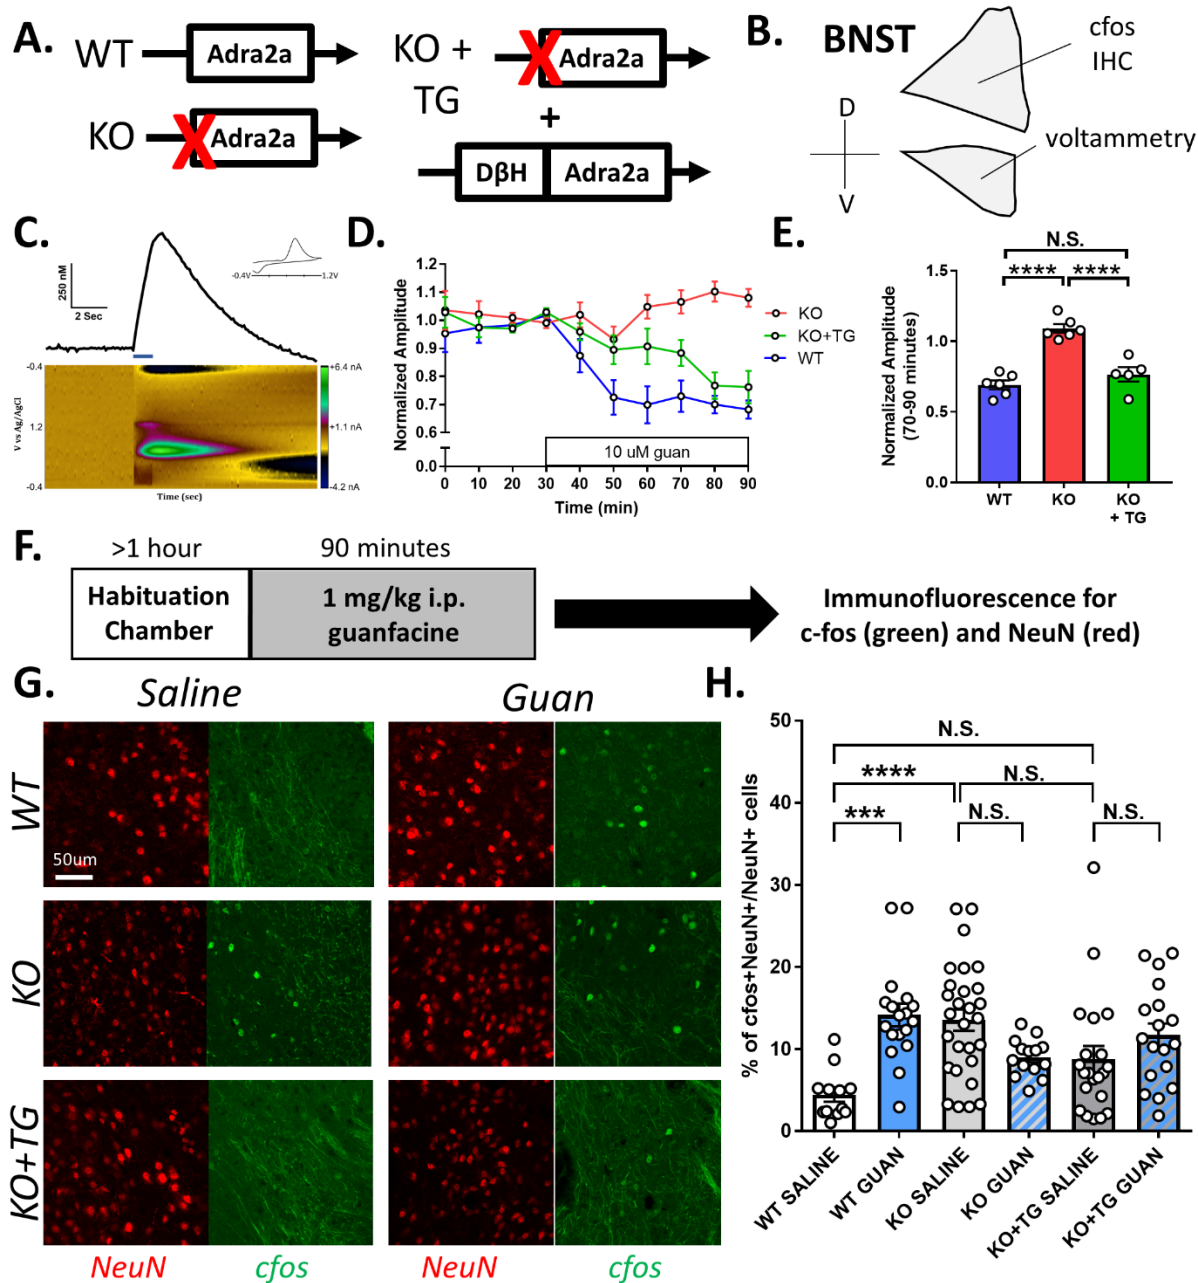 A.
WT
Adra2a
KO
Adra2a
KO +
TG
Adra2a
+
DβH
Adra2a
B.
BNST
cfos
IHC
D
V
voltammetry
C.
250 nM
2 Sec
-0.4V
1.2V
-0.4
1.2
-0.4
V vs Ag/AgCl
Time (sec)
+6.4 nA
+1.1 nA
-4.2 nA
D.
Normalized Amplitude
1.2
1.1
1.0
0.9
0.8
0.7
0.6
0.0
10 uM guan
0 10 20 30 40 50 60 70 80 90
Time (min)
KO
KO+TG
WT
E.
N.S.
**** ****
Normalized Amplitude
(70-90 minutes)
1.5
1.0
0.5
0.0
WT KO KO
+ TG
F.
>1 hour
90 minutes
Habituation
Chamber
1 mg/kg i.p.
guanfacine
Immunofluorescence for
c-fos (green) and NeuN (red)
G.
Saline
Guan
WT
50um
KO
KO+TG
NeuN
cfos
NeuN
cfos
H.
% of cfos+NeuN+/NeuN+ cells
50
40
30
20
10
0
N.S.
**** N.S.
*** N.S. N.S.
WT SALINE
WT GUAN
KO SALINE
KO GUAN
KO+TG SALINE
KO+TG GUAN